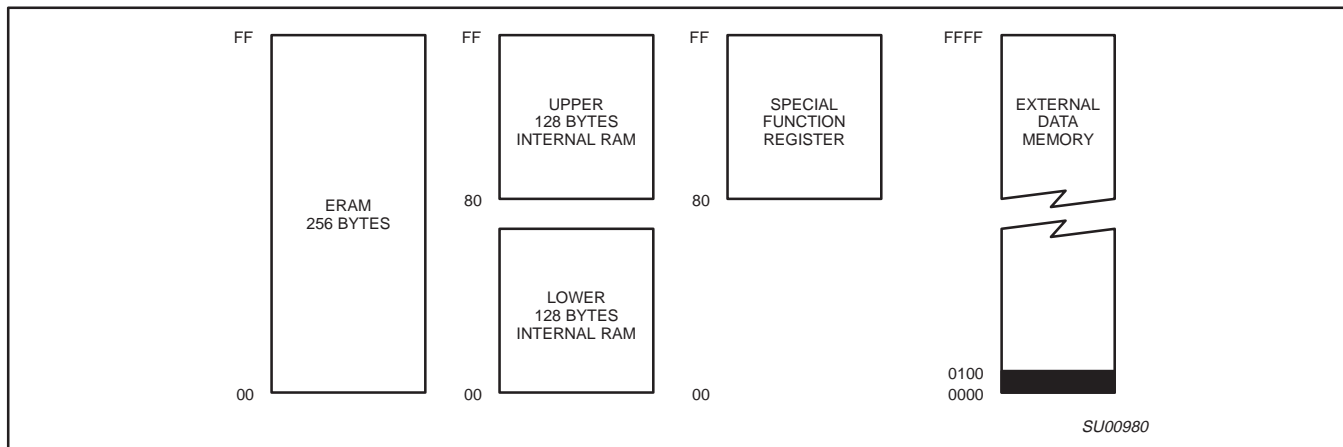 FF
ERAM
256 BYTES
00
FF
UPPER
128 BYTES
INTERNAL RAM
80
LOWER
128 BYTES
INTERNAL RAM
00
FF
SPECIAL
FUNCTION
REGISTER
80
00
FFFF
EXTERNAL
DATA
MEMORY
0100
0000
SU00980